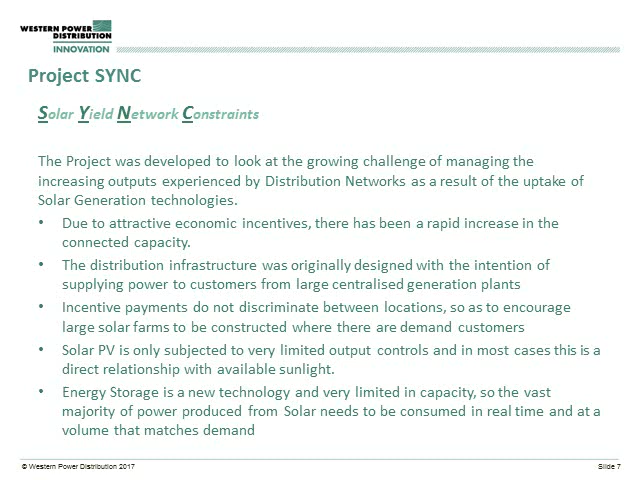 WESTERN POWER
DISTRIBUTION
INNOVATION
Project SYNC
Solar Yield Network Constraints
The Project was developed to look at the growing challenge of managing the
increasing outputs experienced by Distribution Networks as a result of the uptake of
Solar Generation technologies.
• Due to attractive economic incentives, there has been a rapid increase in the
connected capacity.
• The distribution infrastructure was originally designed with the intention of
supplying power to customers from large centralised generation plants
• Incentive payments do not discriminate between locations, so as to encourage
large solar farms to be constructed where there are demand customers
• Solar PV is only subjected to very limited output controls and in most cases this is a
direct relationship with available sunlight.
• Energy Storage is a new technology and very limited in capacity, so the vast
majority of power produced from Solar needs to be consumed in real time and at a
volume that matches demand
© Western Power Distribution 2017
Slide 7